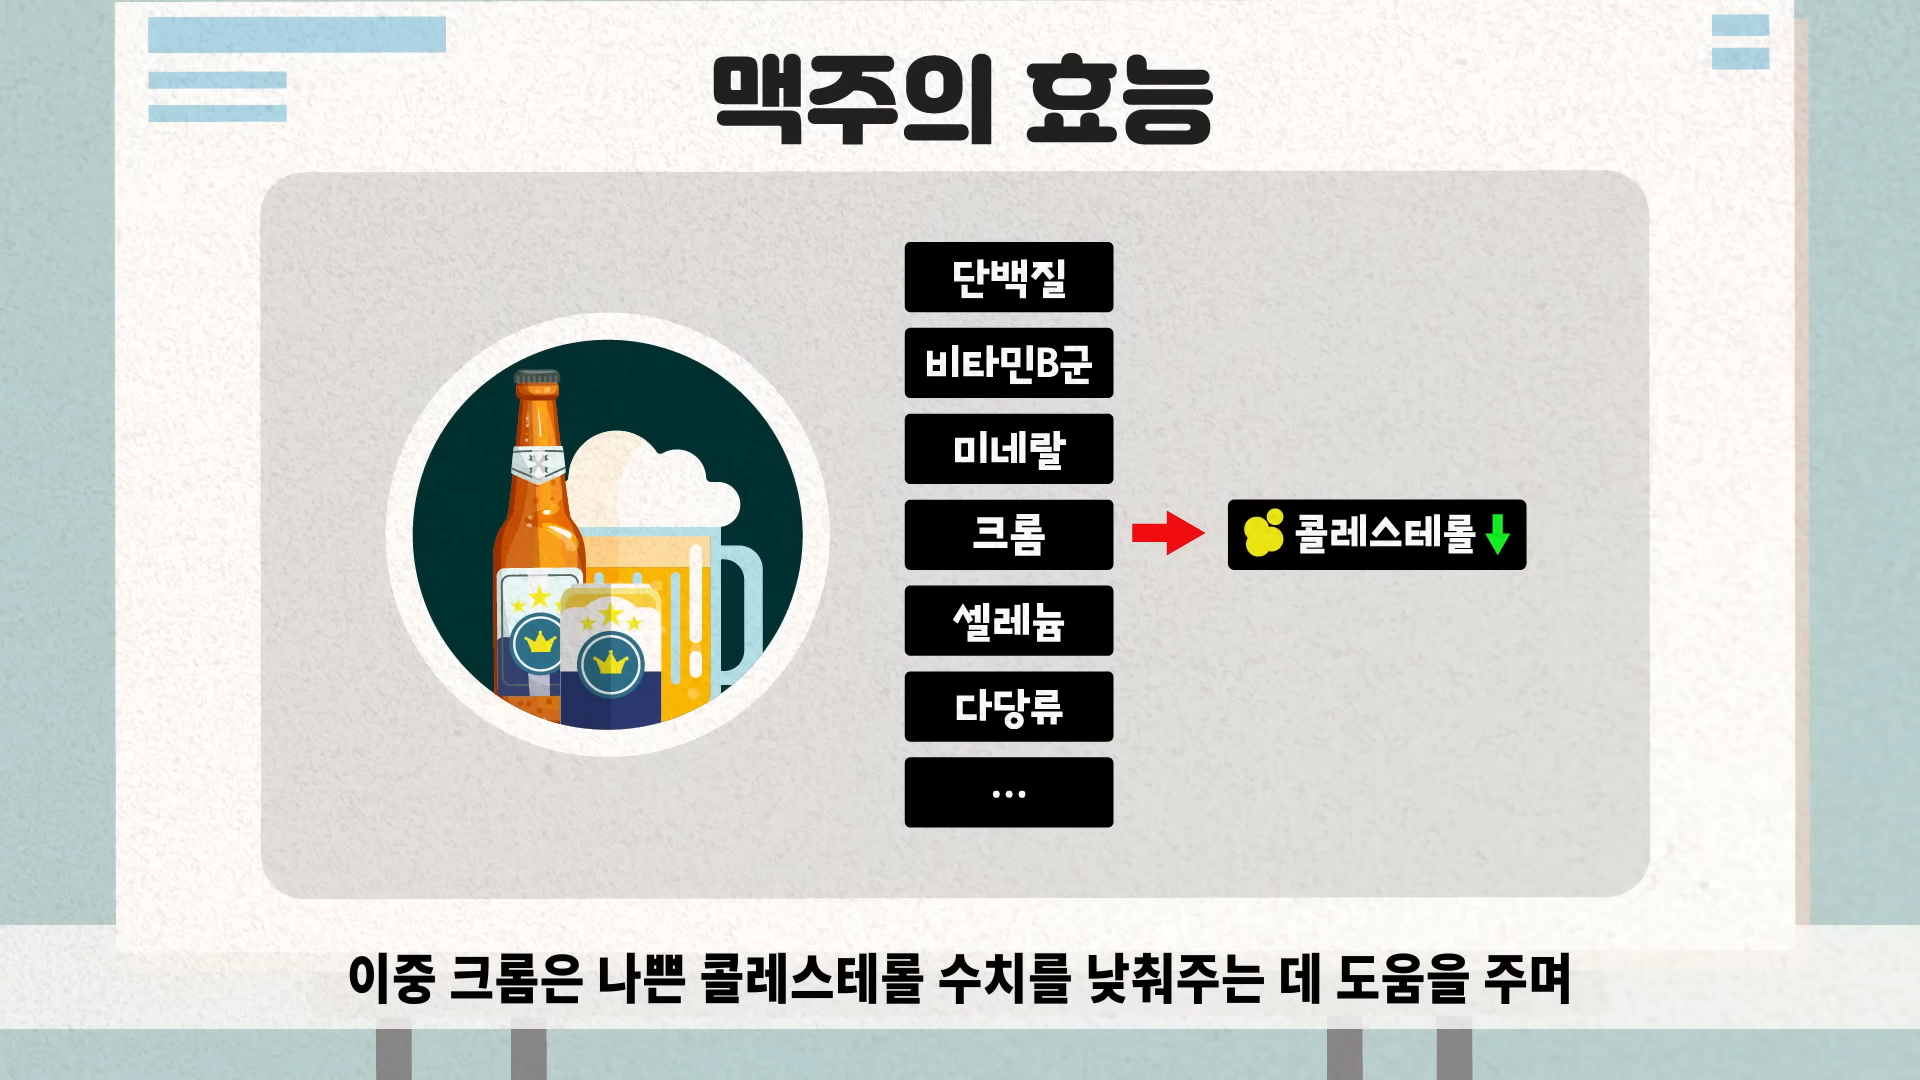 맥주의 효능
단백질
비타민B군
미네랄
크롬
콜레스테롤
셀레늄
다당류
...
이중 크롬은 나쁜 콜레스테롤 수치를 낮춰주는 데 도움을 주며